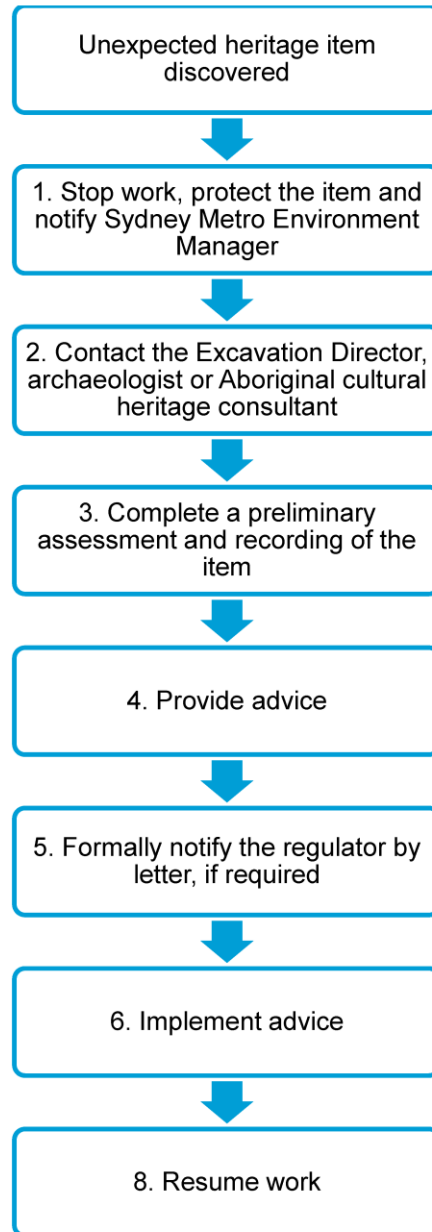 Unexpected heritage item
discovered
1. Stop work, protect the item and
notify Sydney Metro Environment
Manager
2. Contact the Excavation Director,
archaeologist or Aboriginal cultural
heritage consultant
3. Complete a preliminary
assessment and recording of the
item
4. Provide advice
5. Formally notify the regulator by
letter, if required
6. Implement advice
8. Resume work